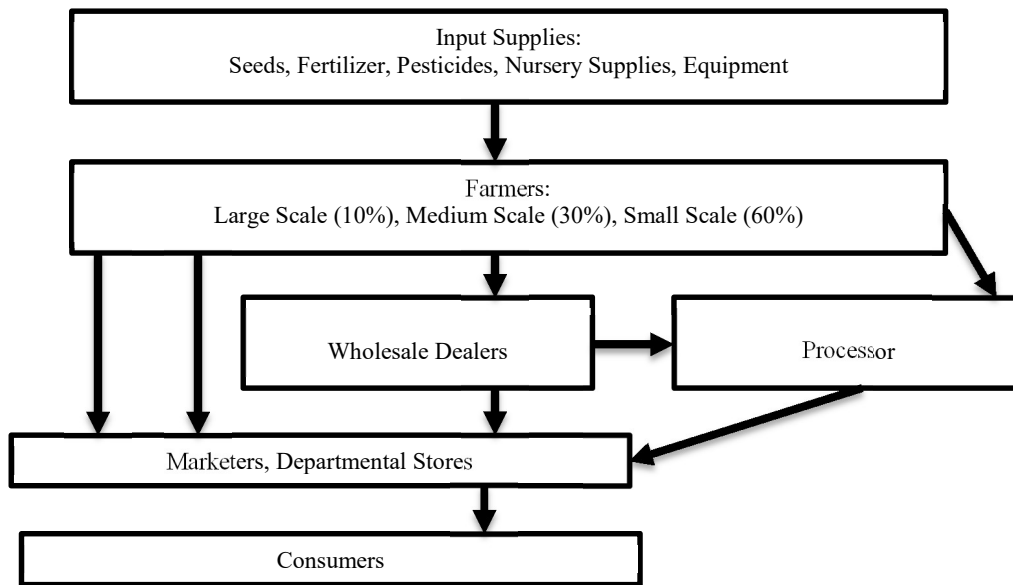 Input Supplies:
Seeds, Fertilizer, Pesticides, Nursery Supplies, Equipment
Farmers:
Large Scale (10%), Medium Scale (30%), Small Scale (60%)
Wholesale Dealers
Processor
Marketers, Departmental Stores
Consumers